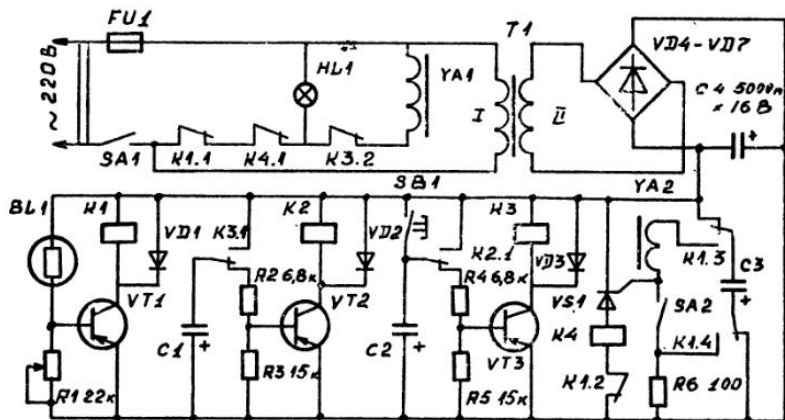 FU1
T1
VD4-VD7
HL1
YA1
C4 500мк
× 16 В
~ 220В
I
II
SA1
K1.1
K4.1
K3.2
SB1
YA2
BL1
K1
VD1
K3.1
K2
VD2
K2.1
K3
VD3
VS1
K1.3
C3
R2 6,8к
R4 6,8к
SA2
VT1
VT2
K4
K1.4
C1
C2
VT3
K1.2
R1 22к
R3 15к
R5 15к
R6 100